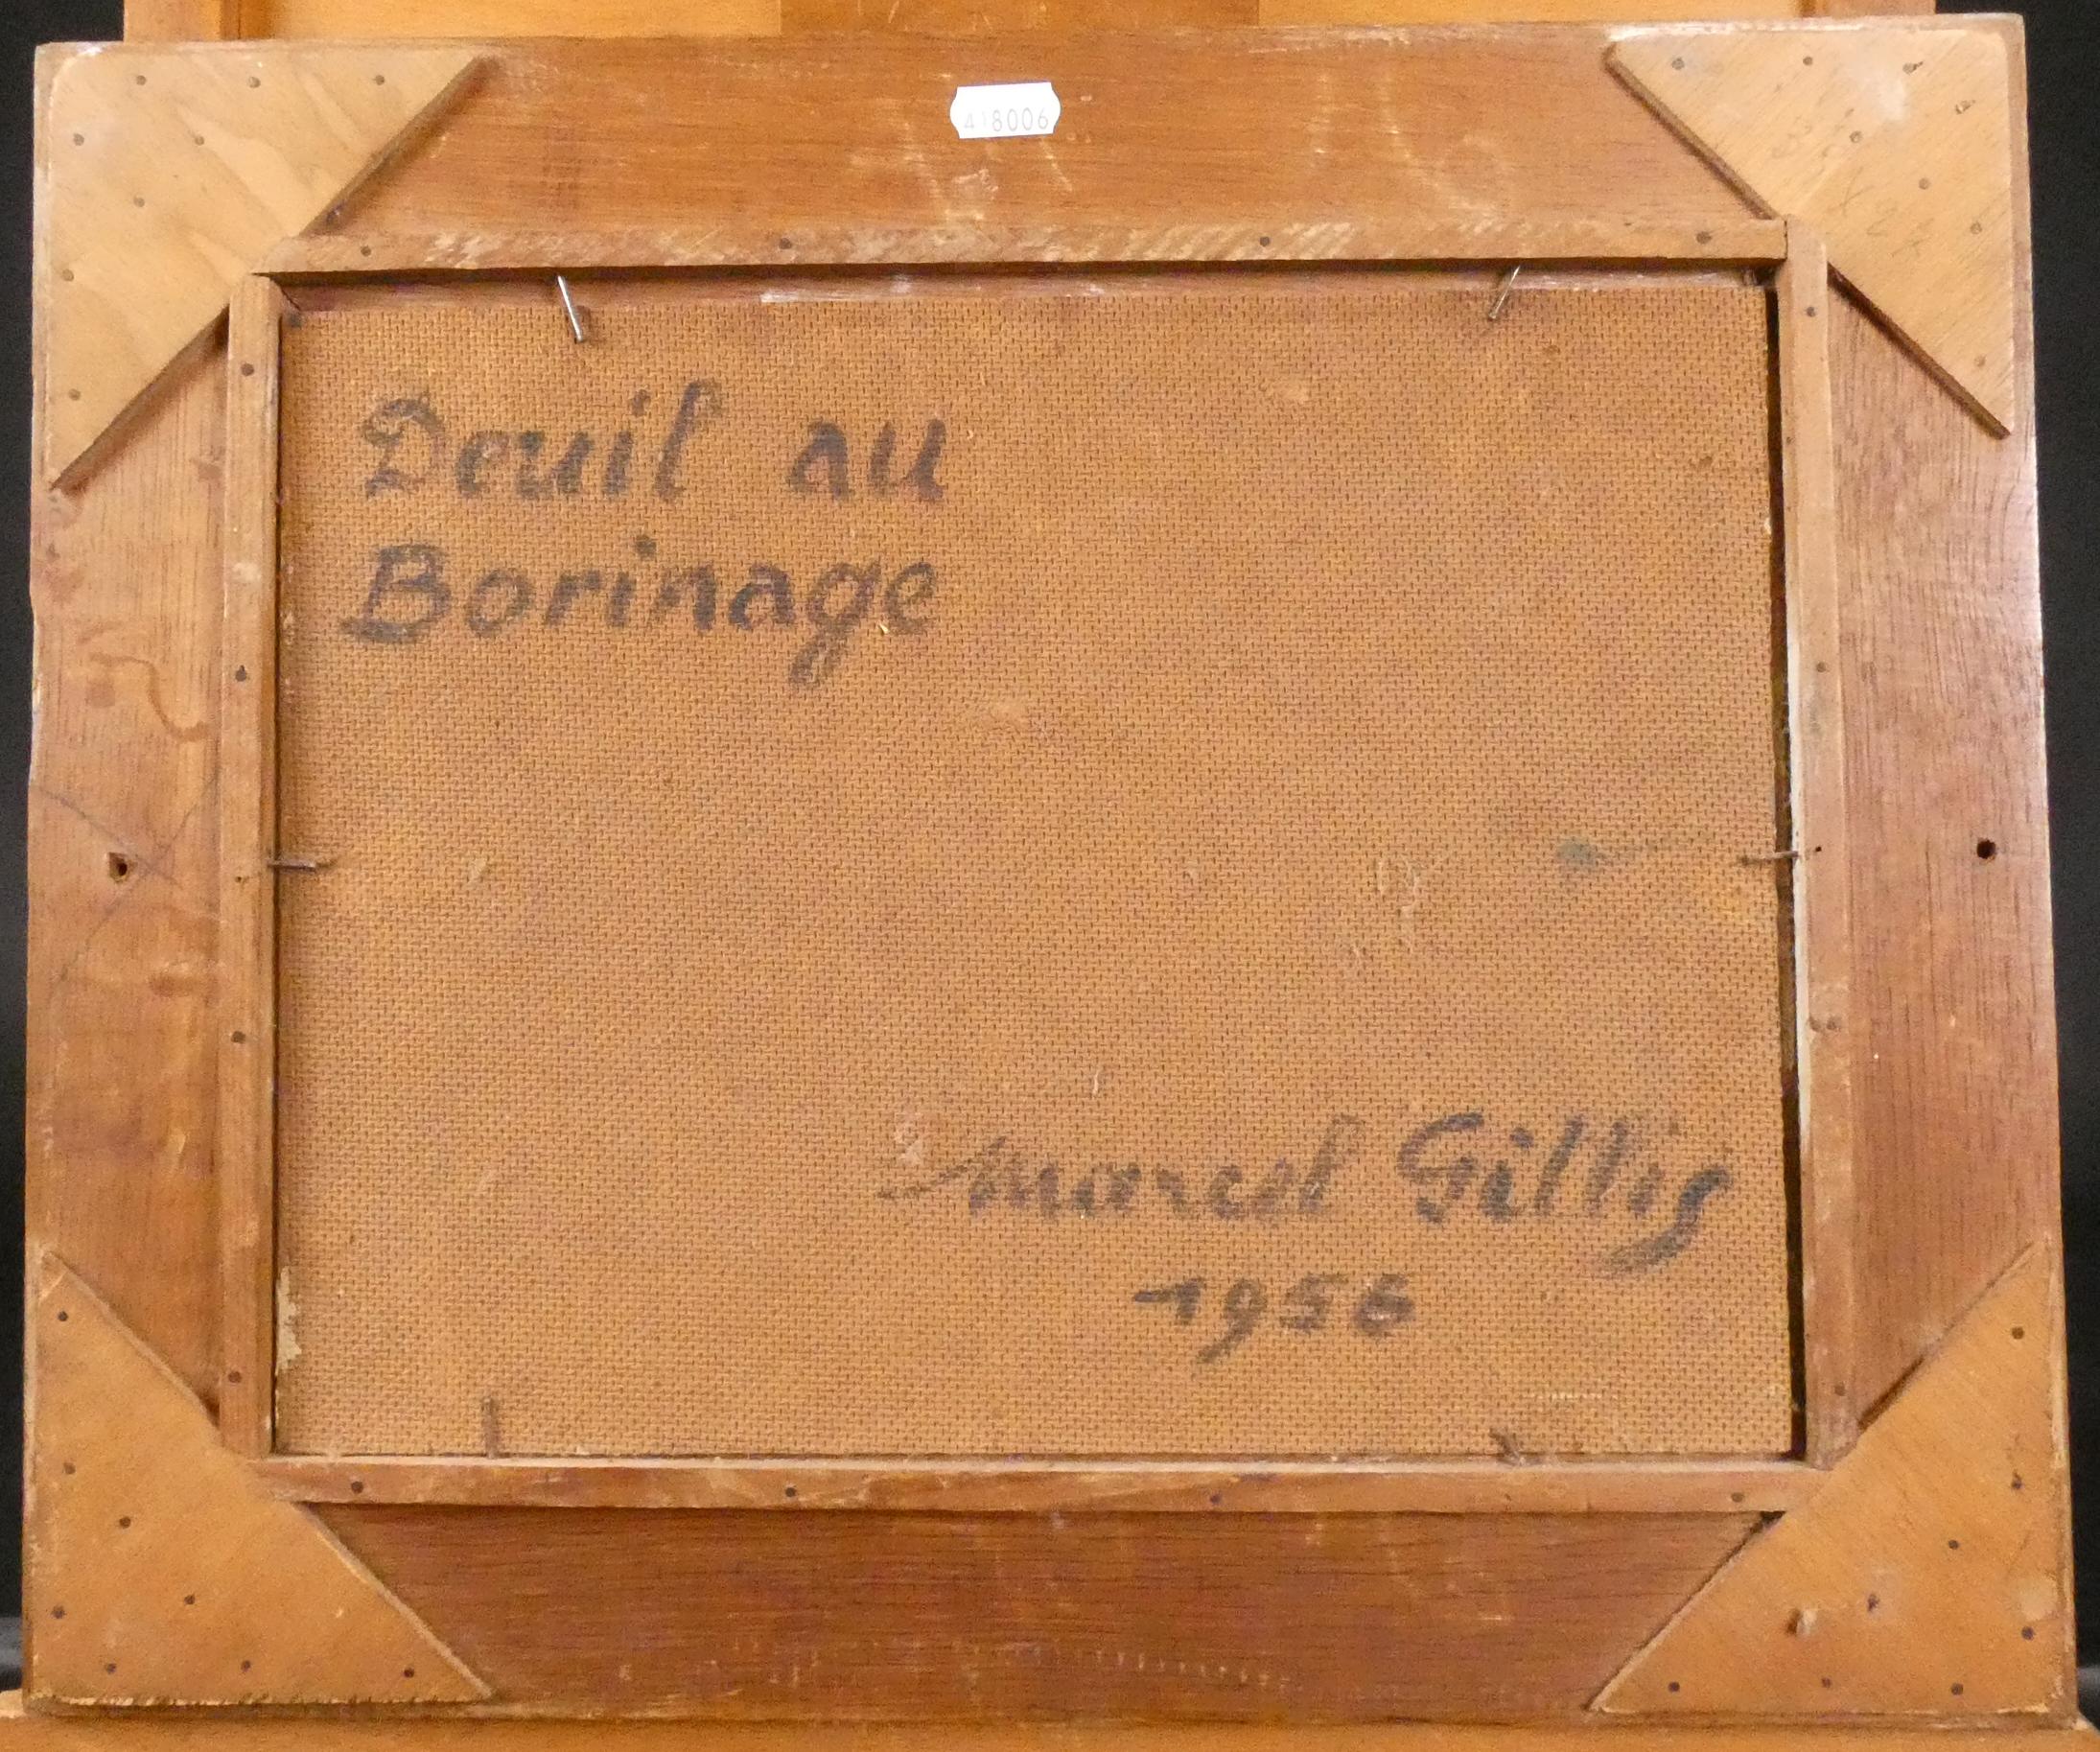 418006
Deuil au
Borinage
Marcel Gillis
1956